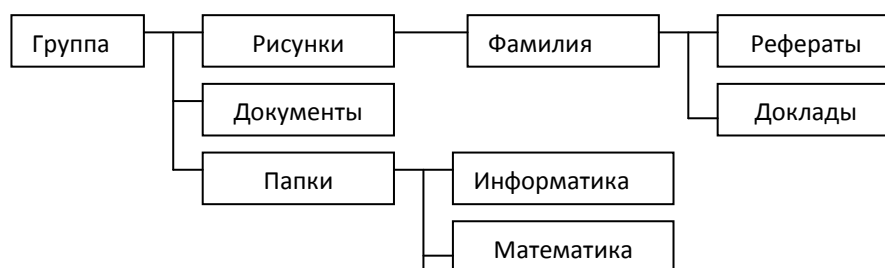 Группа Рисунки Фамилия Рефераты
Документы Доклады
Папки Информатика
Математика